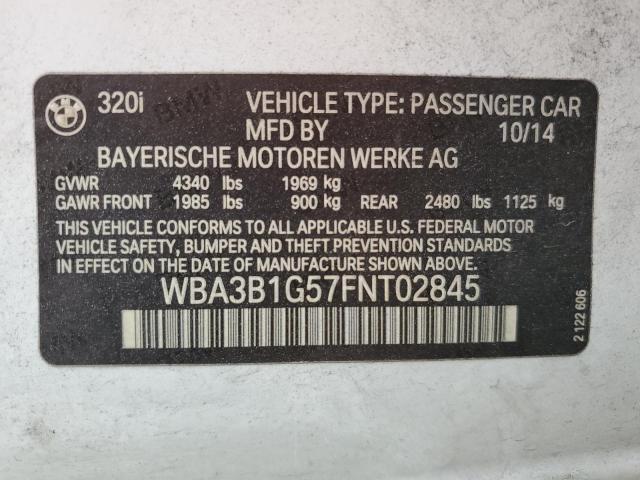 320i VEHICLE TYPE: PASSENGER CAR
MFD BY 10/14
BAYERISCHE MOTOREN WERKE AG
GVWR 4340 lbs 1969 kg
GAWR FRONT 1985 lbs 900 kg REAR 2480 lbs 1125 kg
THIS VEHICLE CONFORMS TO ALL APPLICABLE U.S. FEDERAL MOTOR
VEHICLE SAFETY, BUMPER AND THEFT PREVENTION STANDARDS
IN EFFECT ON THE DATE OF MANUFACTURE SHOWN ABOVE.
WBA3B1G57FNT02845
2 122 606